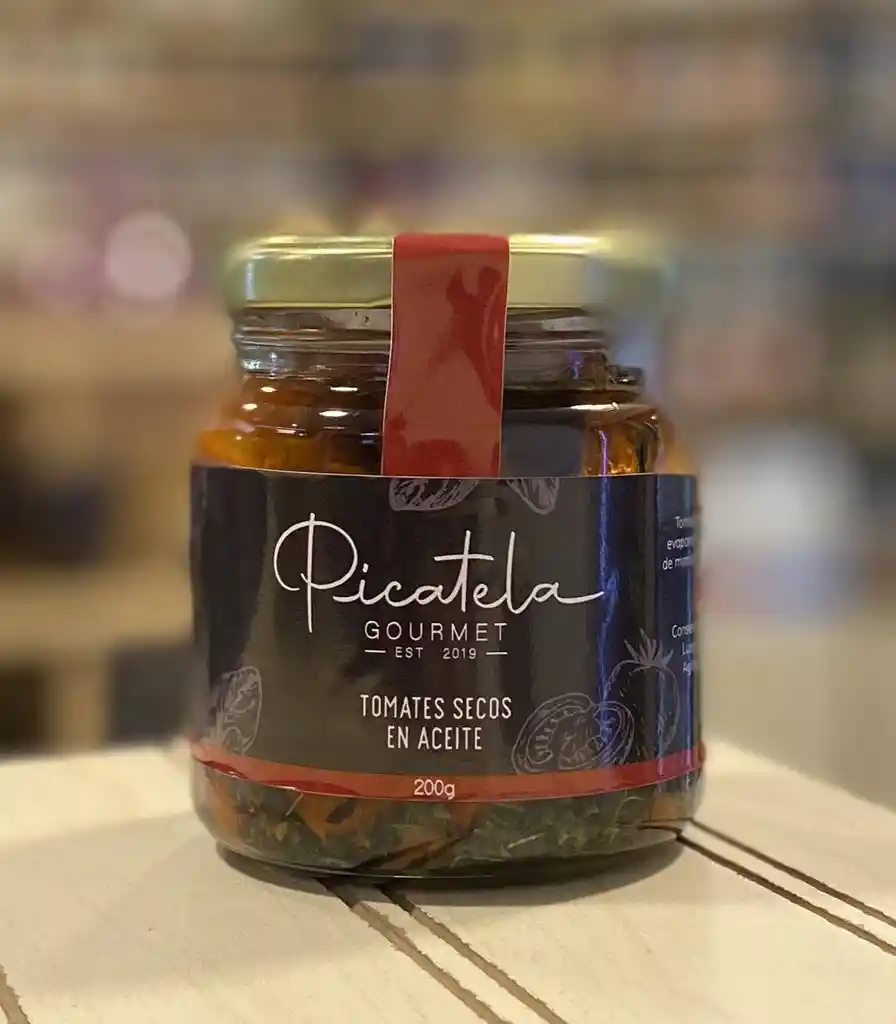 Picatela
GOURMET
EST 2019
TOMATES SECOS
EN ACEITE
200g